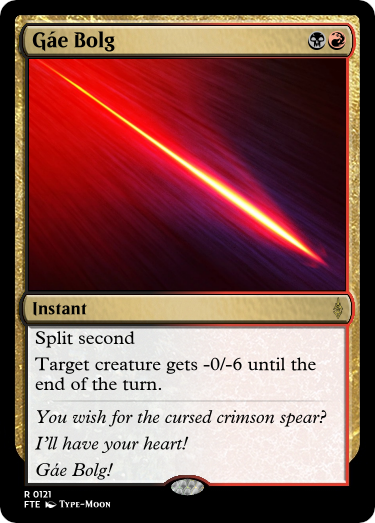 Gáe Bolg
Instant
Split second
Target creature gets -0/-6 until the
end of the turn.
You wish for the cursed crimson spear?
I'll have your heart!
Gáe Bolg!
R 0121
FTE Type-Moon